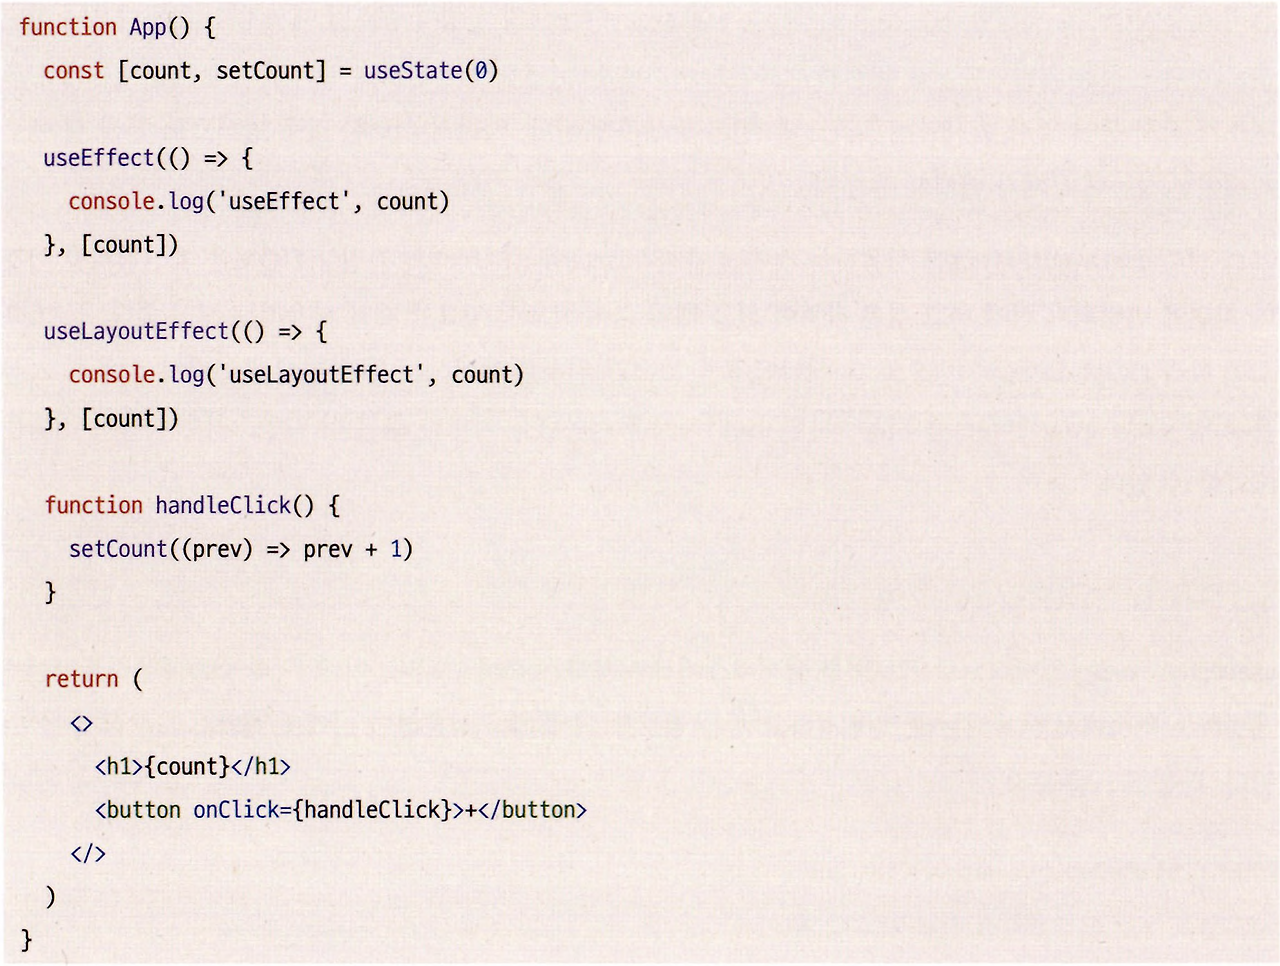 function App() {
  const [count, setCount] = useState(0)

  useEffect(() => {
    console.log('useEffect', count)
  }, [count])

  useLayoutEffect(() => {
    console.log('useLayoutEffect', count)
  }, [count])

  function handleClick() {
    setCount((prev) => prev + 1)
  }

  return (
    <>
      <h1>{count}</h1>
      <button onClick={handleClick}>+</button>
    </>
  )
}